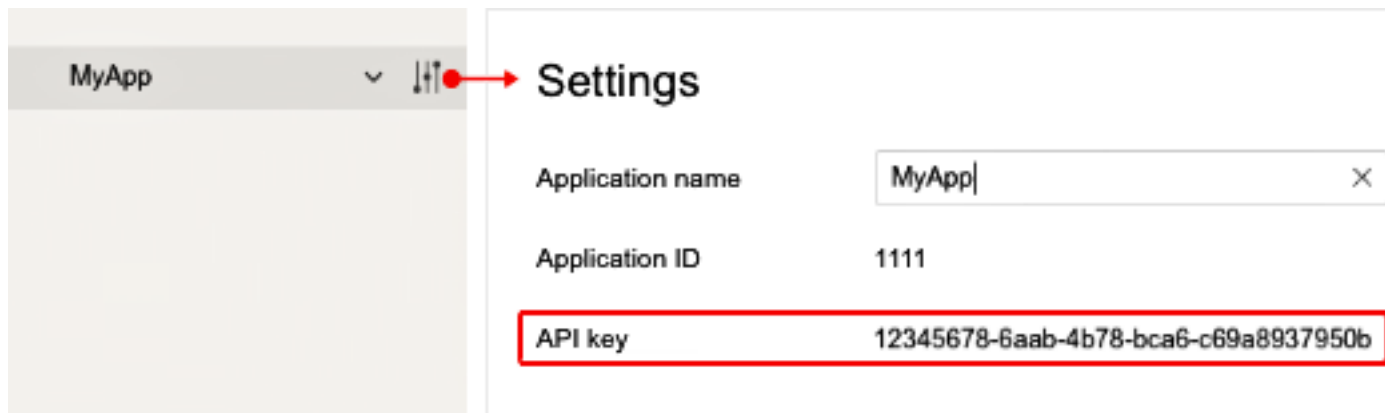 MyApp
Settings
Application name MyApp
Application ID 1111
API key 12345678-6aab-4b78-bca6-c69a8937950b